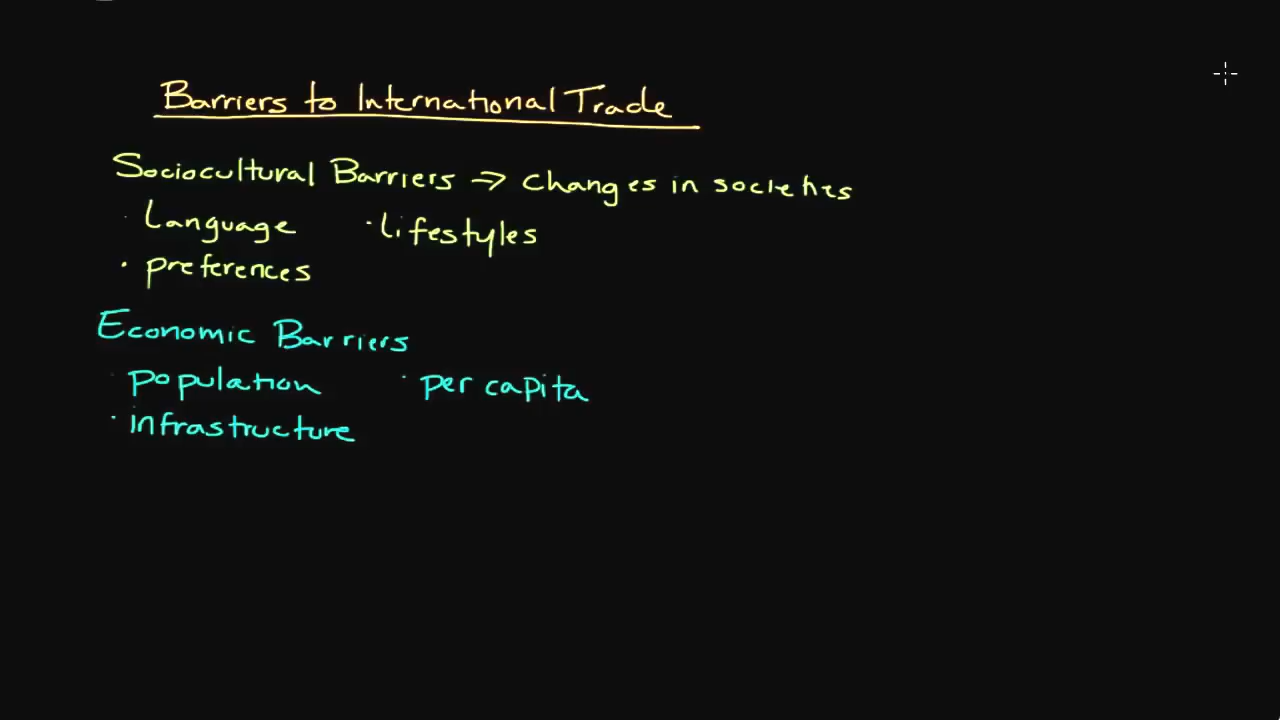 Barriers to International Trade
Sociocultural Barriers → changes in societies
· Language · lifestyles
· preferences
Economic Barriers
· population · per capita
· infrastructure